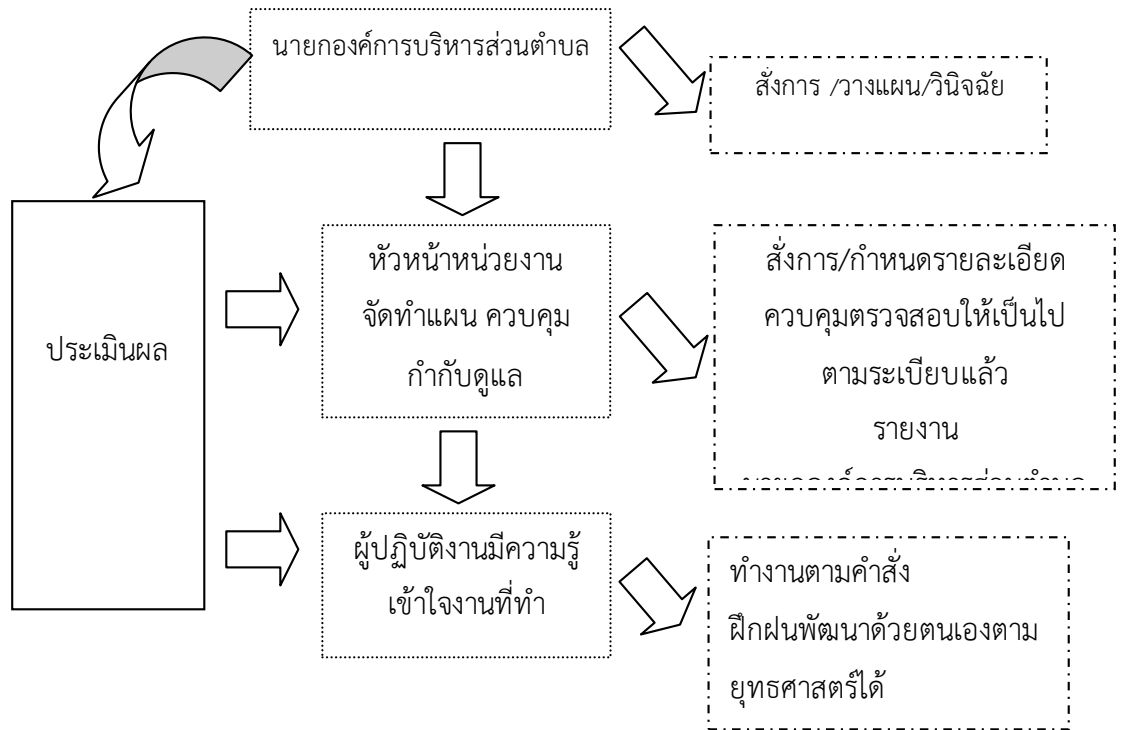 นายกองค์การบริหารส่วนตำบล
สั่งการ /วางแผน/วินิจฉัย
ประเมินผล
หัวหน้าหน่วยงาน
จัดทำแผน ควบคุม
กำกับดูแล
สั่งการ/กำหนดรายละเอียด
ควบคุมตรวจสอบให้เป็นไป
ตามระเบียบแล้ว
รายงาน
ผู้ปฏิบัติงานมีความรู้
เข้าใจงานที่ทำ
ทำงานตามคำสั่ง
ฝึกฝนพัฒนาด้วยตนเองตาม
ยุทธศาสตร์ได้